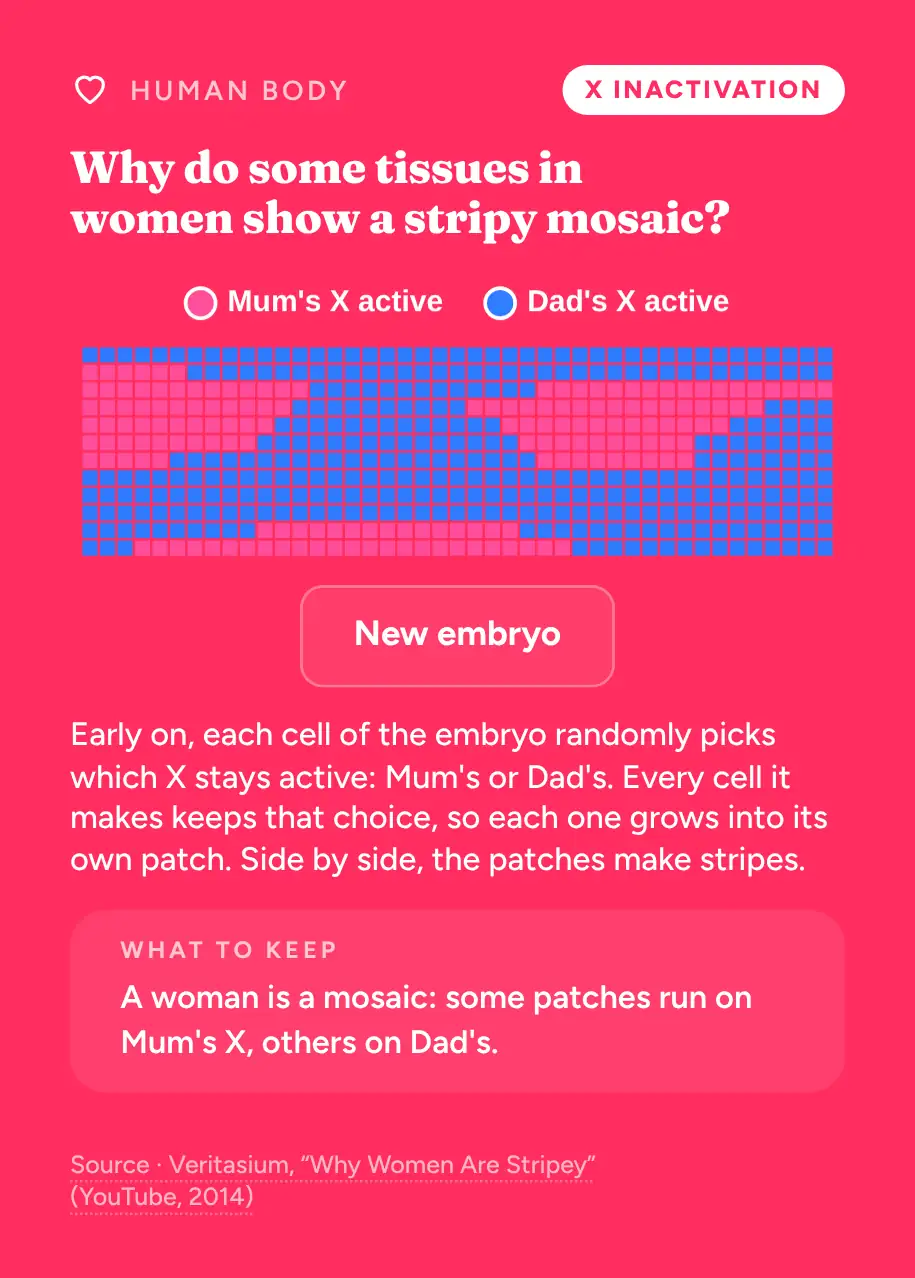 HUMAN BODY
X INACTIVATION
Why do some tissues in
women show a stripy mosaic?
Mum's X active
Dad's X active
New embryo
Early on, each cell of the embryo randomly picks
which X stays active: Mum's or Dad's. Every cell it
makes keeps that choice, so each one grows into its
own patch. Side by side, the patches make stripes.
WHAT TO KEEP
A woman is a mosaic: some patches run on
Mum's X, others on Dad's.
Source · Veritasium, “Why Women Are Stripey”
(YouTube, 2014)